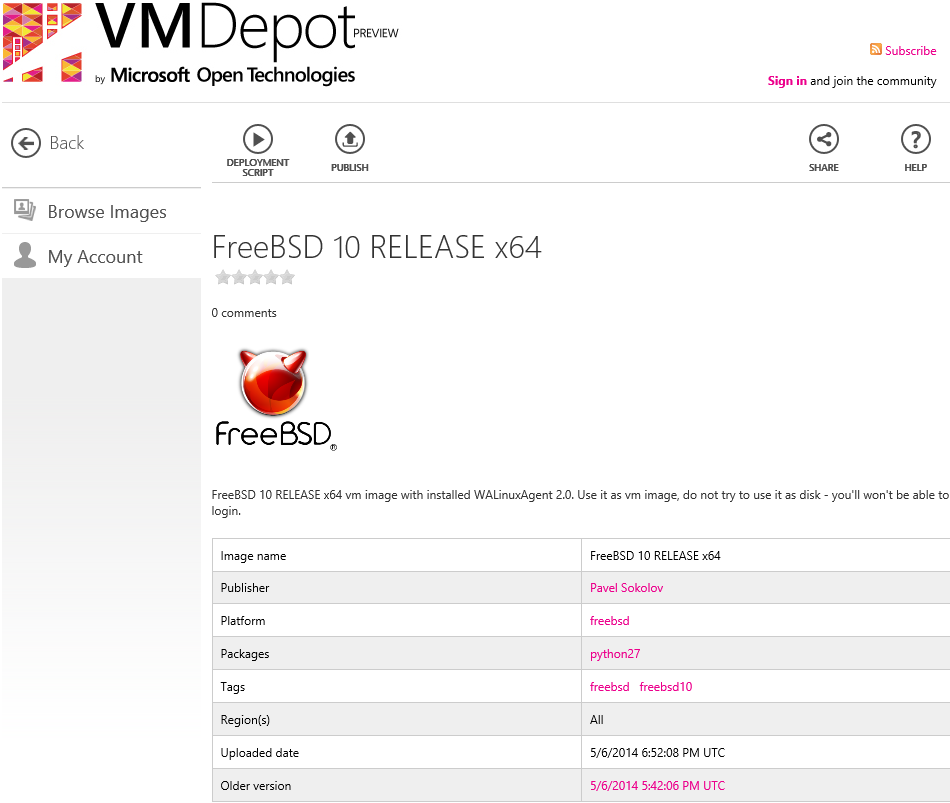 VMDepot PREVIEW
by Microsoft Open Technologies
Subscribe
Sign in and join the community
Back
DEPLOYMENT
SCRIPT
PUBLISH
SHARE
?
HELP
Browse Images
My Account
FreeBSD 10 RELEASE x64
0 comments
FreeBSD®
FreeBSD 10 RELEASE x64 vm image with installed WALinuxAgent 2.0. Use it as vm image, do not try to use it as disk - you'll won't be able to
login.
Image name FreeBSD 10 RELEASE x64
Publisher Pavel Sokolov
Platform freebsd
Packages python27
Tags freebsd freebsd10
Region(s) All
Uploaded date 5/6/2014 6:52:08 PM UTC
Older version 5/6/2014 5:42:06 PM UTC